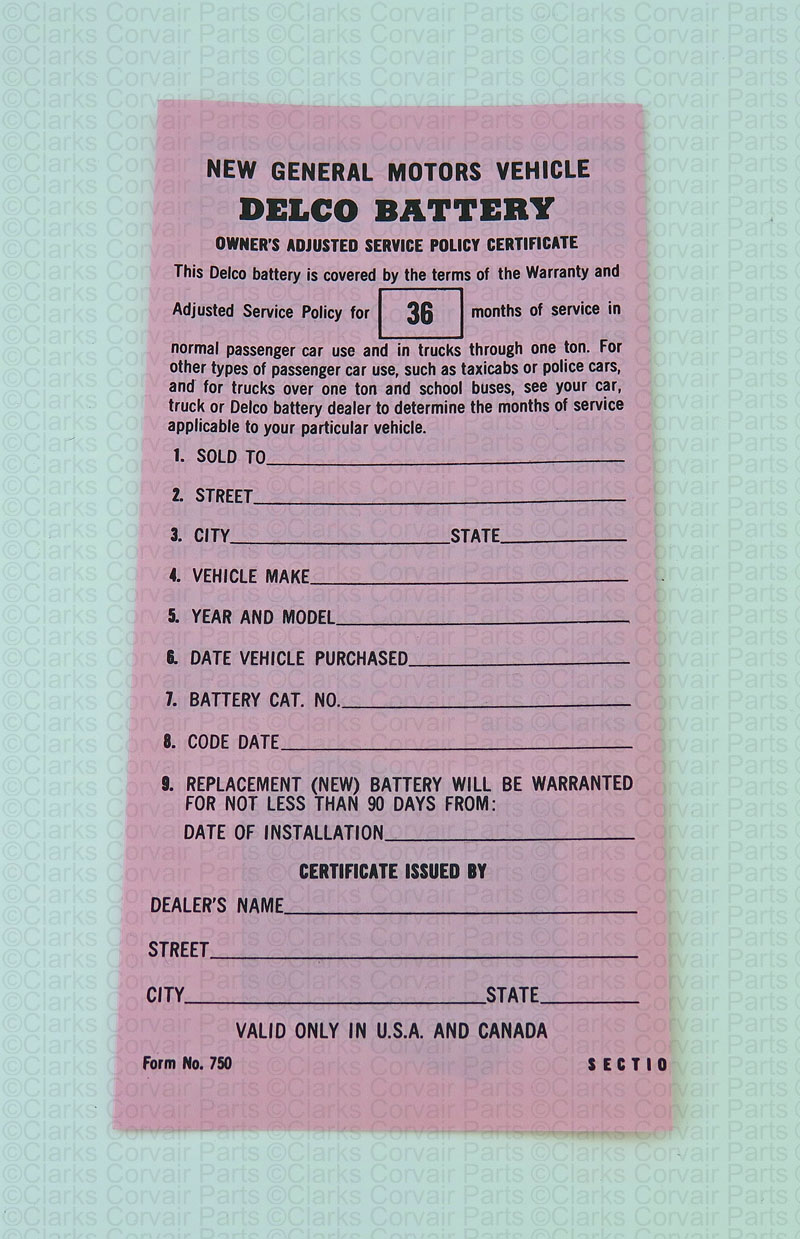 NEW GENERAL MOTORS VEHICLE
DELCO BATTERY
OWNER'S ADJUSTED SERVICE POLICY CERTIFICATE
This Delco battery is covered by the terms of the Warranty and
Adjusted Service Policy for 36 months of service in
normal passenger car use and in trucks through one ton. For
other types of passenger car use, such as taxicabs or police cars,
and for trucks over one ton and school buses, see your car,
truck or Delco battery dealer to determine the months of service
applicable to your particular vehicle.
1. SOLD TO
2. STREET
3. CITY STATE
4. VEHICLE MAKE
5. YEAR AND MODEL
6. DATE VEHICLE PURCHASED
7. BATTERY CAT. NO.
8. CODE DATE
9. REPLACEMENT (NEW) BATTERY WILL BE WARRANTED
FOR NOT LESS THAN 90 DAYS FROM:
DATE OF INSTALLATION
CERTIFICATE ISSUED BY
DEALER'S NAME
STREET
CITY STATE
VALID ONLY IN U.S.A. AND CANADA
Form No. 750 SECTIO
©Clarks Corvair Parts